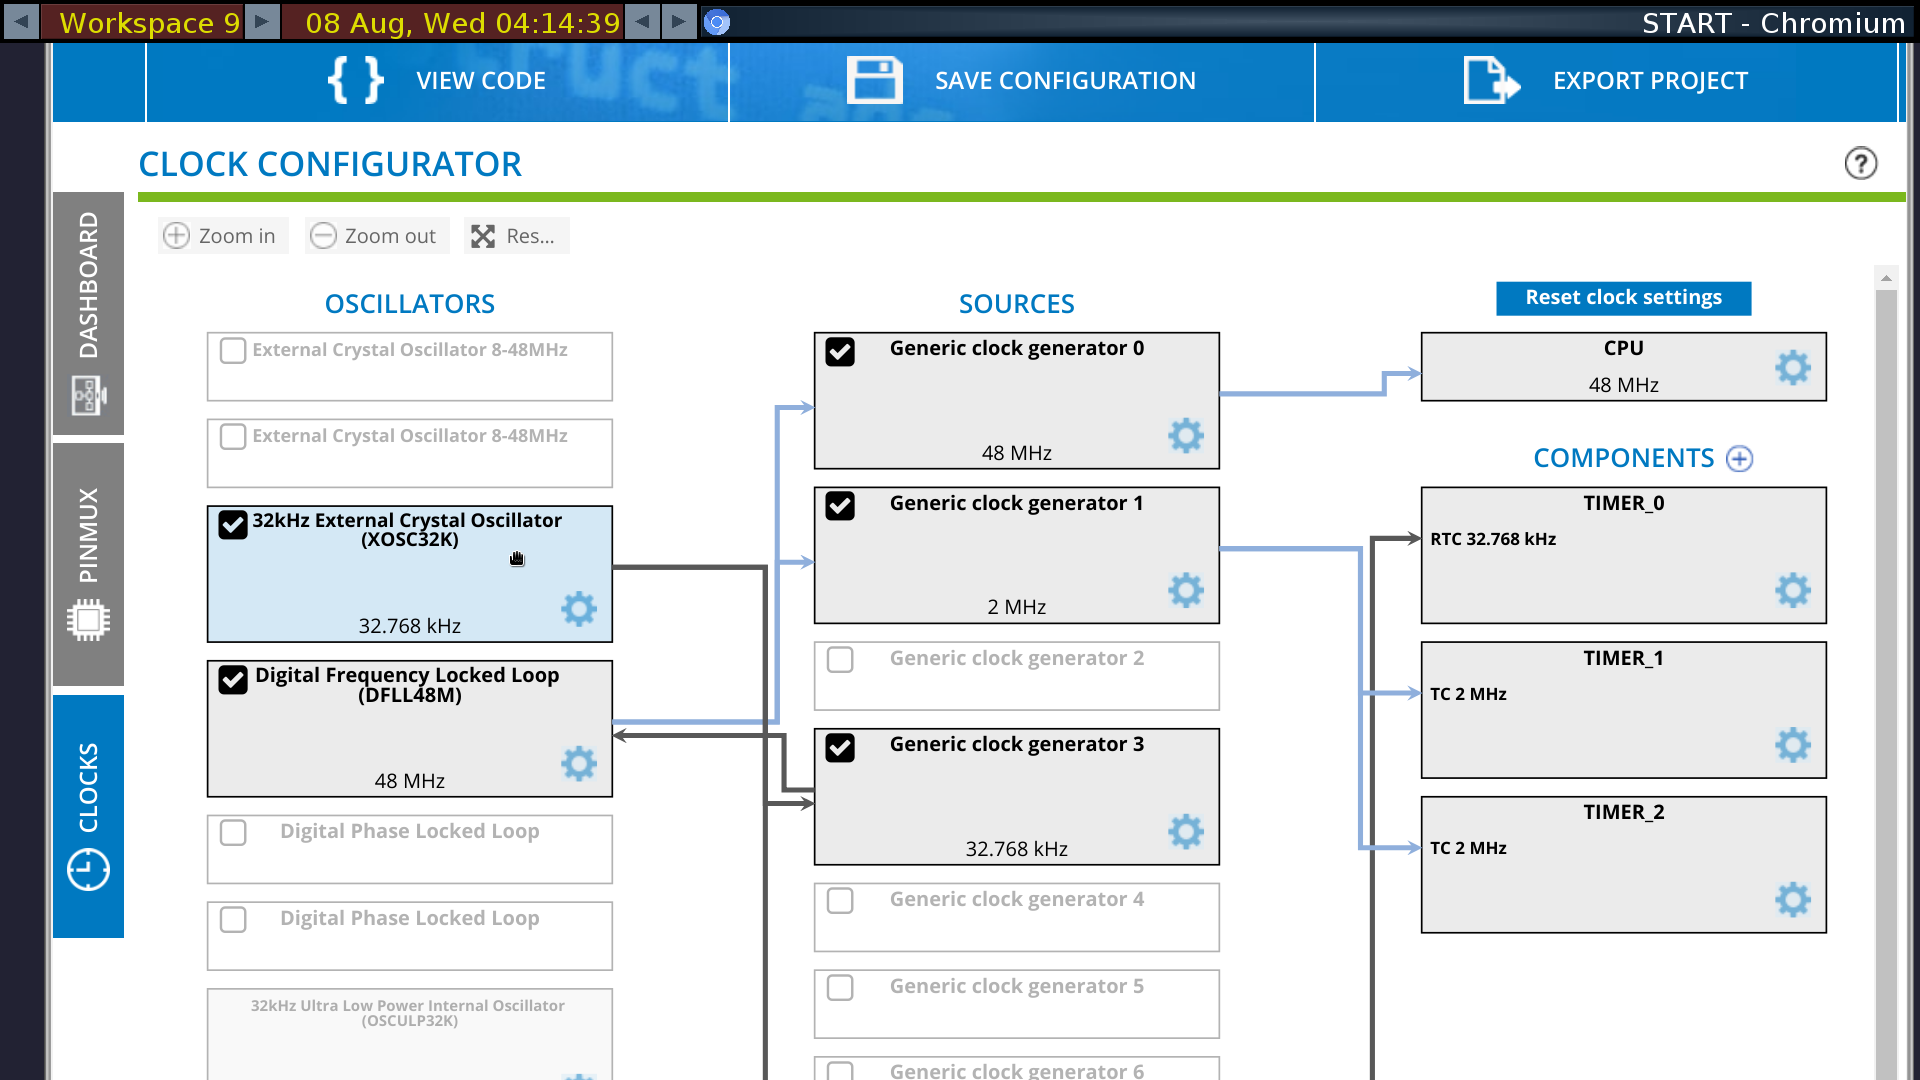 Workspace 9
08 Aug, Wed 04:14:39
START - Chromium
VIEW CODE
SAVE CONFIGURATION
EXPORT PROJECT
CLOCK CONFIGURATOR
?
DASHBOARD
PINMUX
CLOCKS
Zoom in
Zoom out
Res...
OSCILLATORS
External Crystal Oscillator 8-48MHz
External Crystal Oscillator 8-48MHz
32kHz External Crystal Oscillator
(XOSC32K)
32.768 kHz
Digital Frequency Locked Loop
(DFLL48M)
48 MHz
Digital Phase Locked Loop
Digital Phase Locked Loop
32kHz Ultra Low Power Internal Oscillator
(OSCULP32K)
SOURCES
Generic clock generator 0
48 MHz
Generic clock generator 1
2 MHz
Generic clock generator 2
Generic clock generator 3
32.768 kHz
Generic clock generator 4
Generic clock generator 5
Generic clock generator 6
Reset clock settings
CPU
48 MHz
COMPONENTS
TIMER_0
RTC 32.768 kHz
TIMER_1
TC 2 MHz
TIMER_2
TC 2 MHz